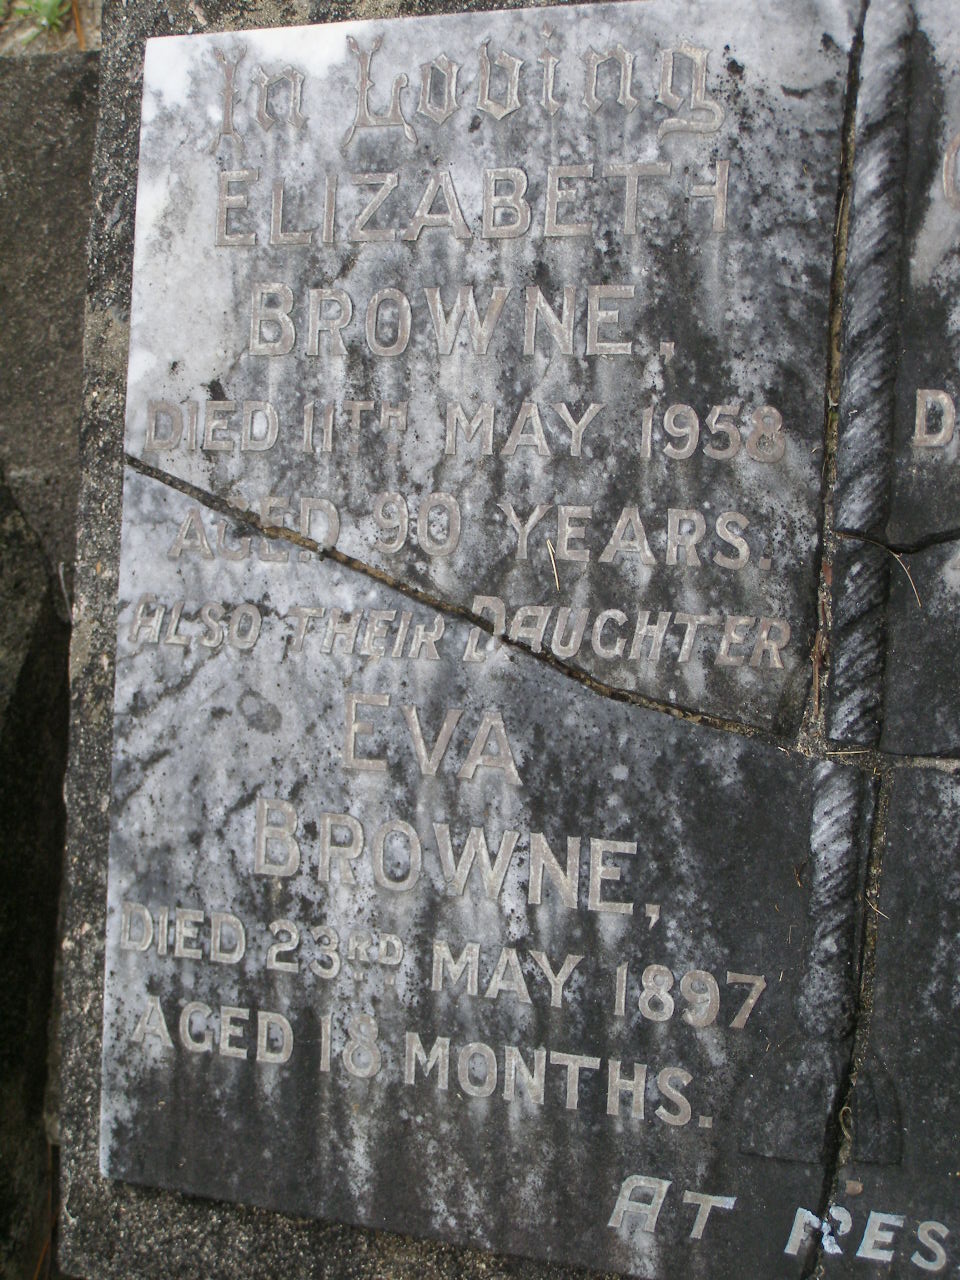 In Loving
ELIZABETH
BROWNE,
DIED 11TH MAY 1958
AGED 90 YEARS.
ALSO THEIR DAUGHTER
EVA
BROWNE,
DIED 23RD MAY 1897
AGED 18 MONTHS.
AT RES